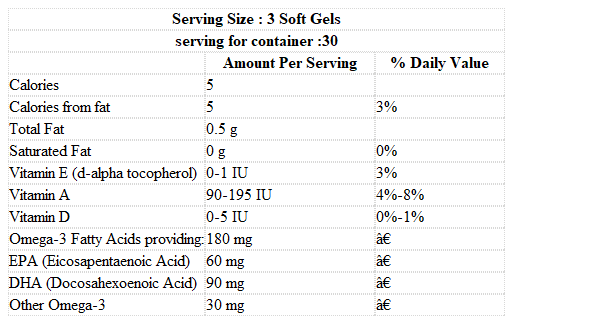 Serving Size : 3 Soft Gels
serving for container :30
Amount Per Serving % Daily Value
Calories 5
Calories from fat 5 3%
Total Fat 0.5 g
Saturated Fat 0 g 0%
Vitamin E (d-alpha tocopherol) 0-1 IU 3%
Vitamin A 90-195 IU 4%-8%
Vitamin D 0-5 IU 0%-1%
Omega-3 Fatty Acids providing: 180 mg â€
EPA (Eicosapentaenoic Acid) 60 mg â€
DHA (Docosahexoenoic Acid) 90 mg â€
Other Omega-3 30 mg â€